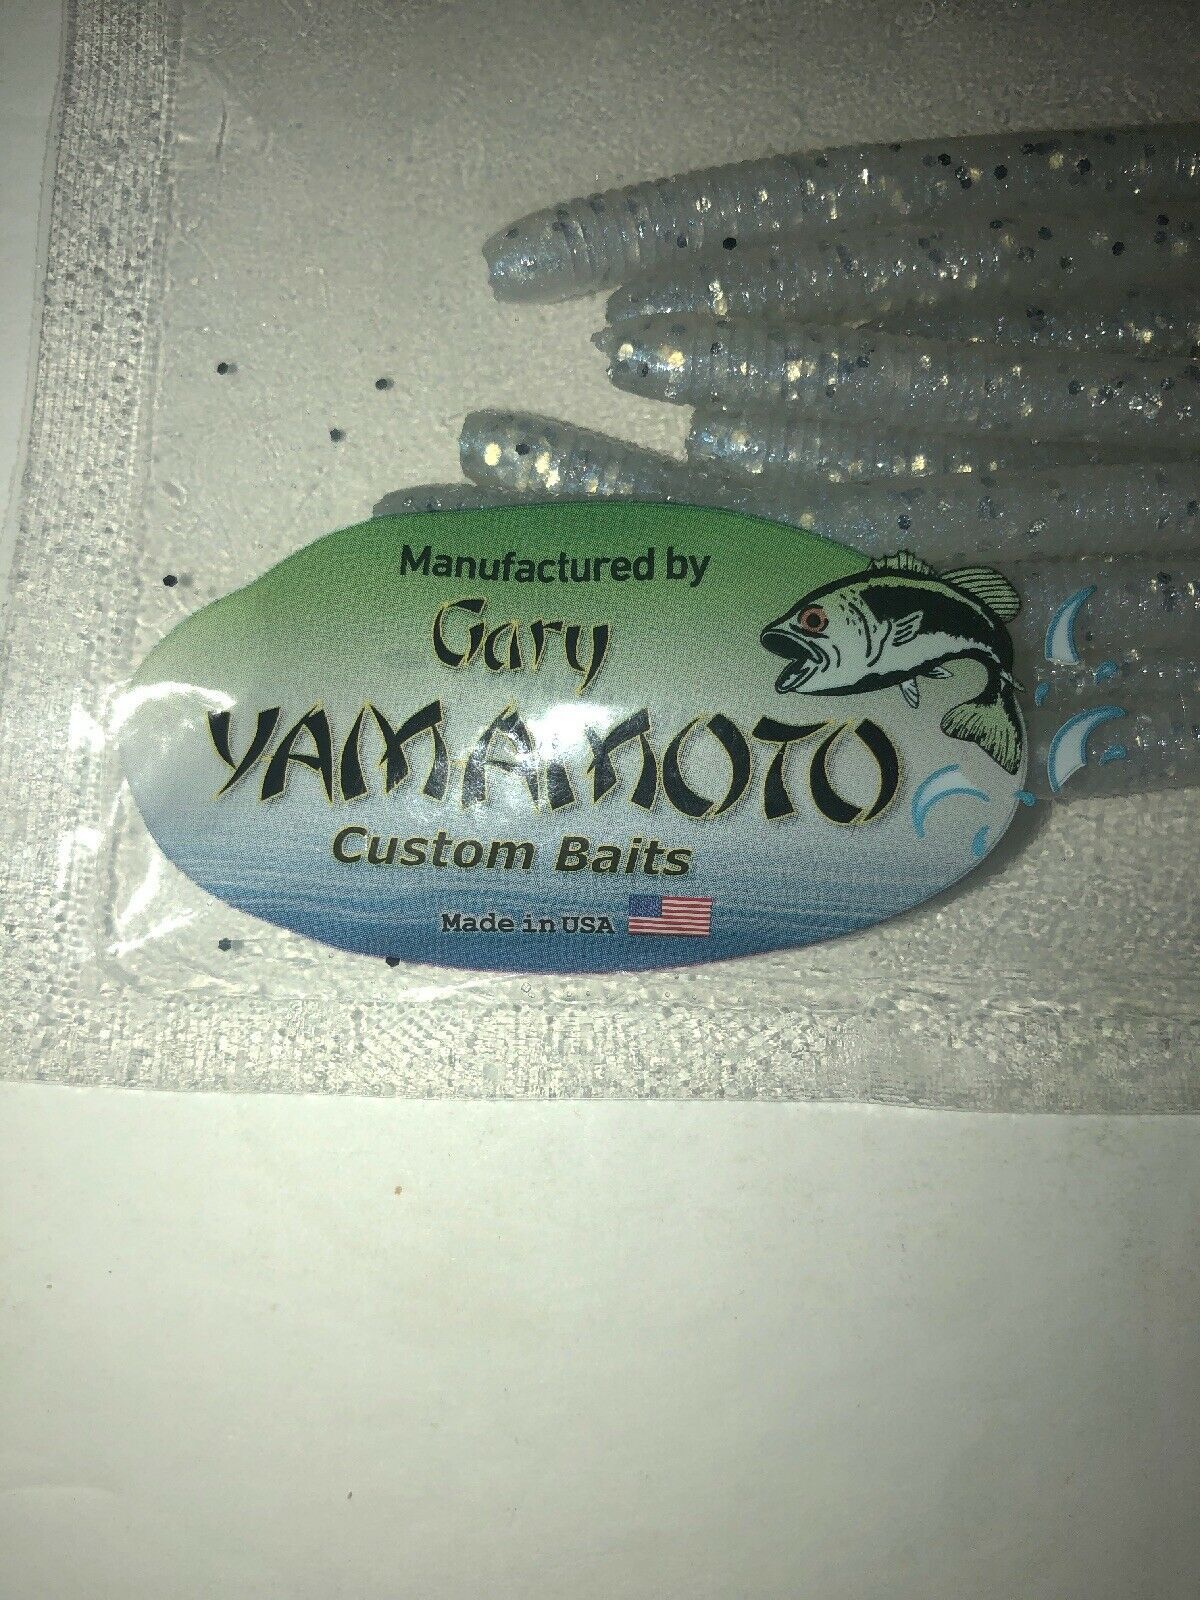 Manufactured by
Gary
YAMAMOTO
Custom Baits
Made in USA